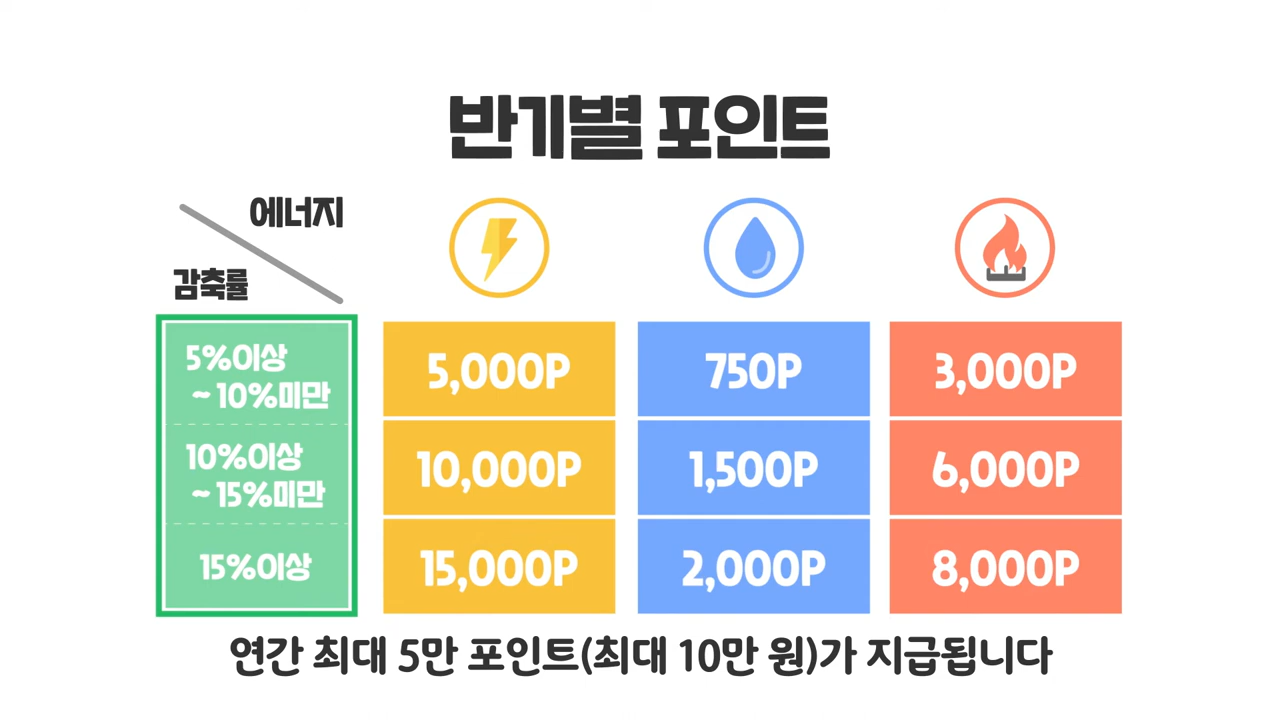 반기별 포인트
에너지
감축률
5%이상
~ 10%미만
5,000P
750P
3,000P
10%이상
~ 15%미만
10,000P
1,500P
6,000P
15%이상
15,000P
2,000P
8,000P
연간 최대 5만 포인트(최대 10만 원)가 지급됩니다